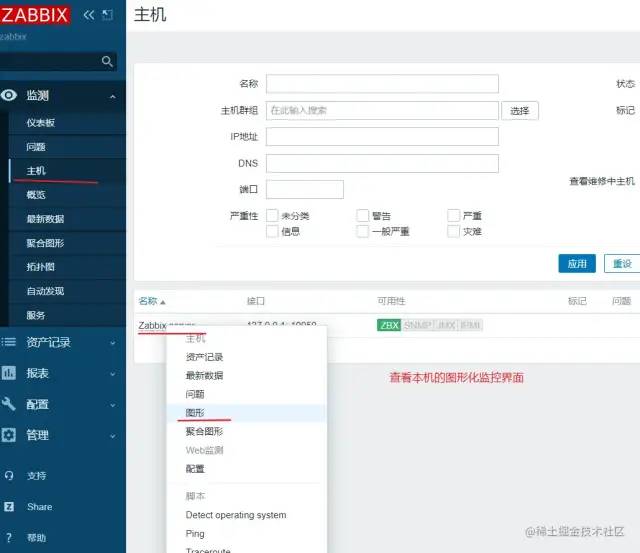 ZABBIX
zabbix
监测
仪表板
问题
主机
概览
最新数据
聚合图形
拓扑图
自动发现
服务
资产记录
报表
配置
管理
支持
Share
帮助
主机
名称
状态
主机群组 在此输入搜索 选择
标记
IP地址
DNS
端口
查看维修中主机
严重性 未分类 警告 严重
信息 一般严重 灾难
应用 重设
名称 接口 可用性 标记 问题
Zabbix server ZBX SNMP JMX IPMI
主机
资产记录
最新数据
问题
图形
聚合图形
Web监测
配置
脚本
Detect operating system
Ping
Traceroute
查看本机的图形化监控界面
@稀土掘金技术社区